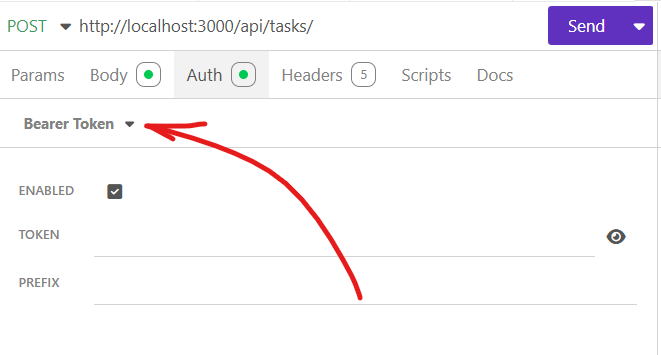 POST http://localhost:3000/api/tasks/ Send
Params Body Auth Headers 5 Scripts Docs
Bearer Token
ENABLED
TOKEN
PREFIX